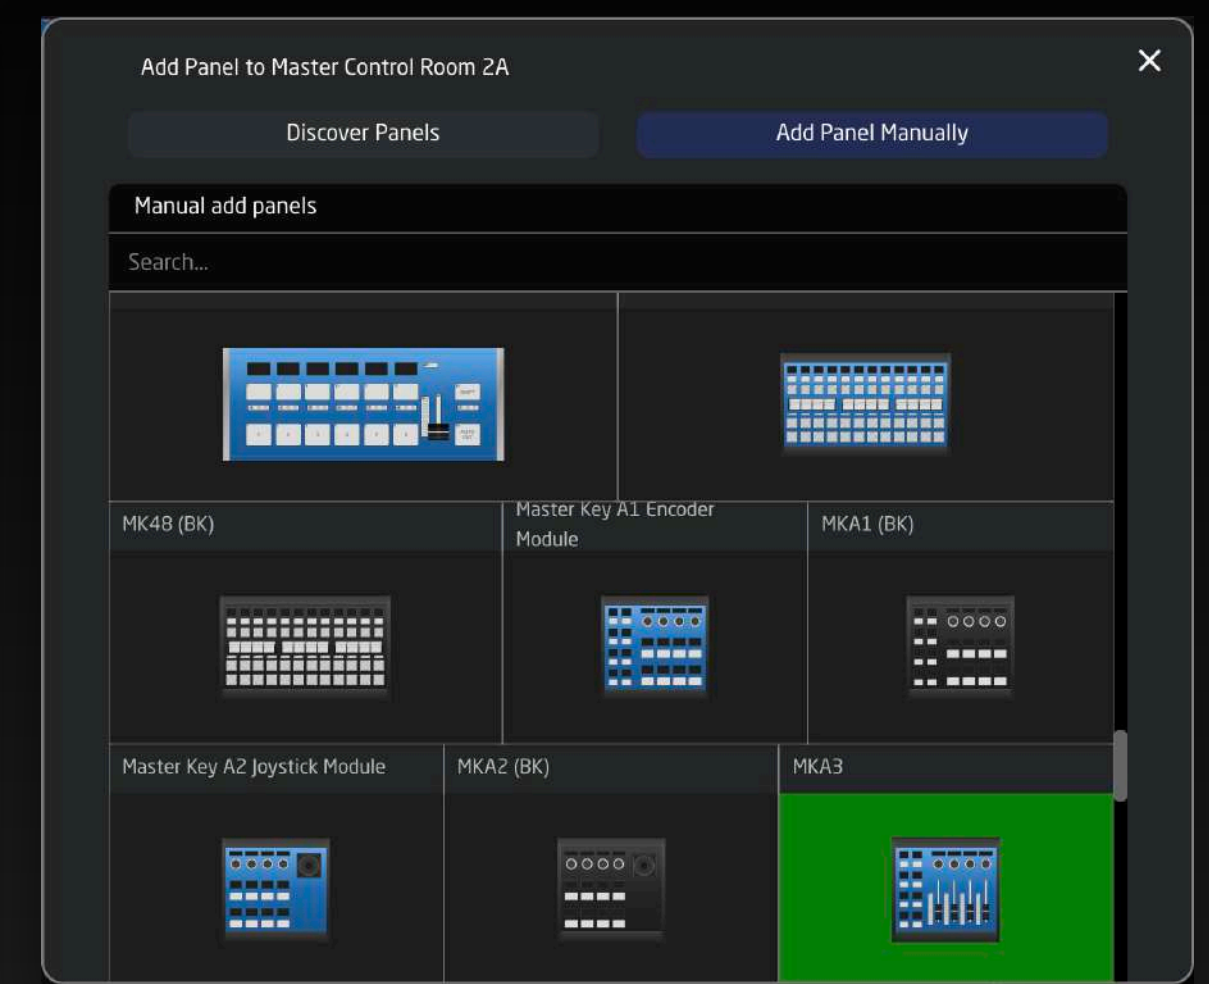 Add Panel to Master Control Room 2A
Discover Panels
Add Panel Manually
Manual add panels
Search...
MK48 (BK)
Master Key A1 Encoder
Module
MKA1 (BK)
Master Key A2 Joystick Module
MKA2 (BK)
MKA3